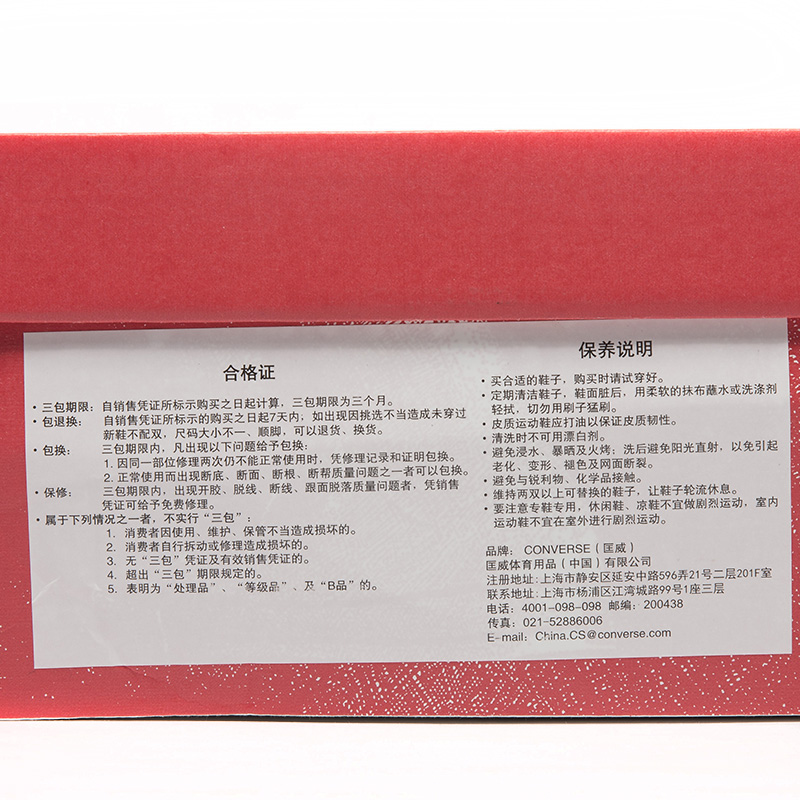 合格证
· 三包期限：自销售凭证所标示购买之日起计算，三包期限为三个月。
· 包退换：自销售凭证所标示的购买之日起7天内，如出现因挑选不当造成未穿过
新鞋不配双，尺码大小不一、顺脚，可以退货、换货。
· 包换：三包期限内，凡出现以下问题给予包换：
1. 因同一部位修理两次仍不能正常使用时，凭修理记录和证明包换。
2. 正常使用而出现断底、断面、断根、断帮质量问题之一者可以包换。
· 保修：三包期限内，出现开胶、脱线、断线、跟面脱落质量问题者，凭销售
凭证可给予免费修理。
· 属于下列情况之一者，不实行“三包”：
1. 消费者因使用、维护、保管不当造成损坏的。
2. 消费者自行拆动或修理造成损坏的。
3. 无“三包”凭证及有效销售凭证的。
4. 超出“三包”期限规定的。
5. 表明为“处理品”、“等级品”、及“B品”的。
保养说明
· 买合适的鞋子，购买时请试穿好。
· 定期清洁鞋子，鞋面脏后，用柔软的抹布蘸水或洗涤剂
轻拭，切勿用刷子猛刷。
· 皮质运动鞋应打油以保证皮质韧性。
· 清洗时不可用漂白剂。
· 避免浸水、暴晒及火烤；洗后避免阳光直射，以免引起
老化、变形、褪色及网面断裂。
· 避免与锐利物、化学品接触。
· 维持两双以上可替换的鞋子，让鞋子轮流休息。
· 要注意专鞋专用，休闲鞋、凉鞋不宜做剧烈运动，室内
运动鞋不宜在室外进行剧烈运动。
品牌： CONVERSE（匡威）
匡威体育用品（中国）有限公司
注册地址:上海市静安区延安中路596弄21号二层201F室
联系地址:上海市杨浦区江湾城路99号1座三层
电话：4001-098-098 邮编：200438
传真：021-52886006
E-mail：China.CS@converse.com